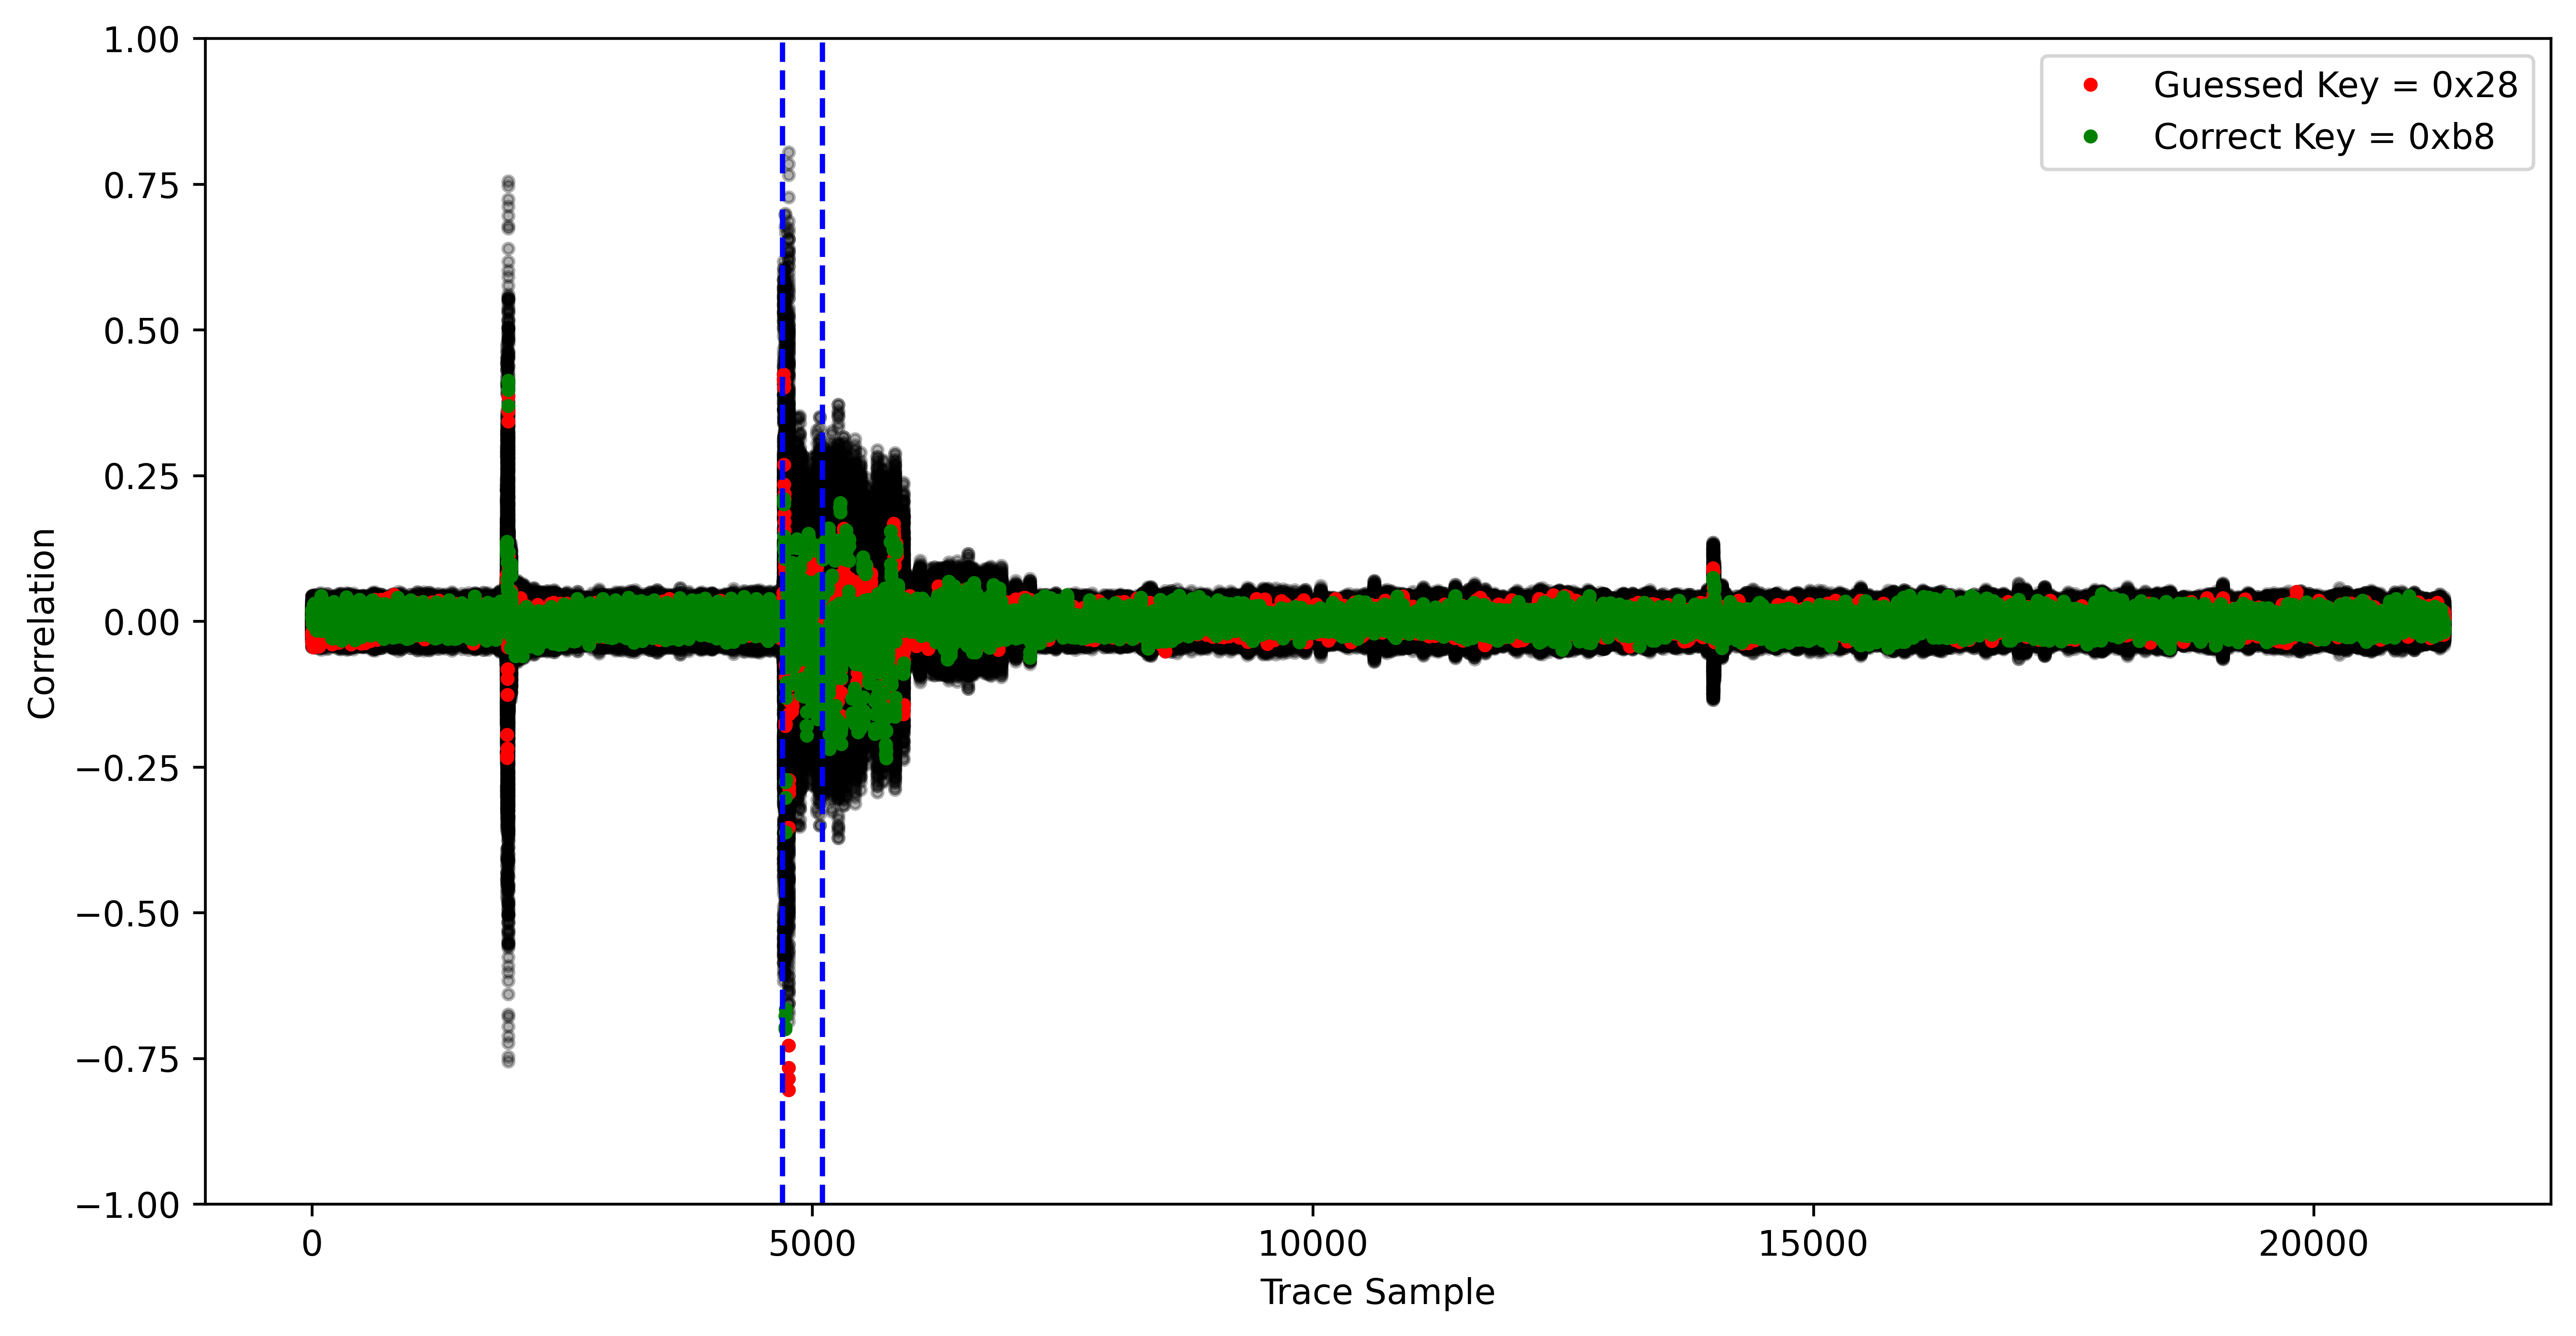 Guessed Key = 0x28
Correct Key = 0xb8
1.00
0.75
0.50
0.25
0.00
−0.25
−0.50
−0.75
−1.00
Correlation
0 5000 10000 15000 20000
Trace Sample